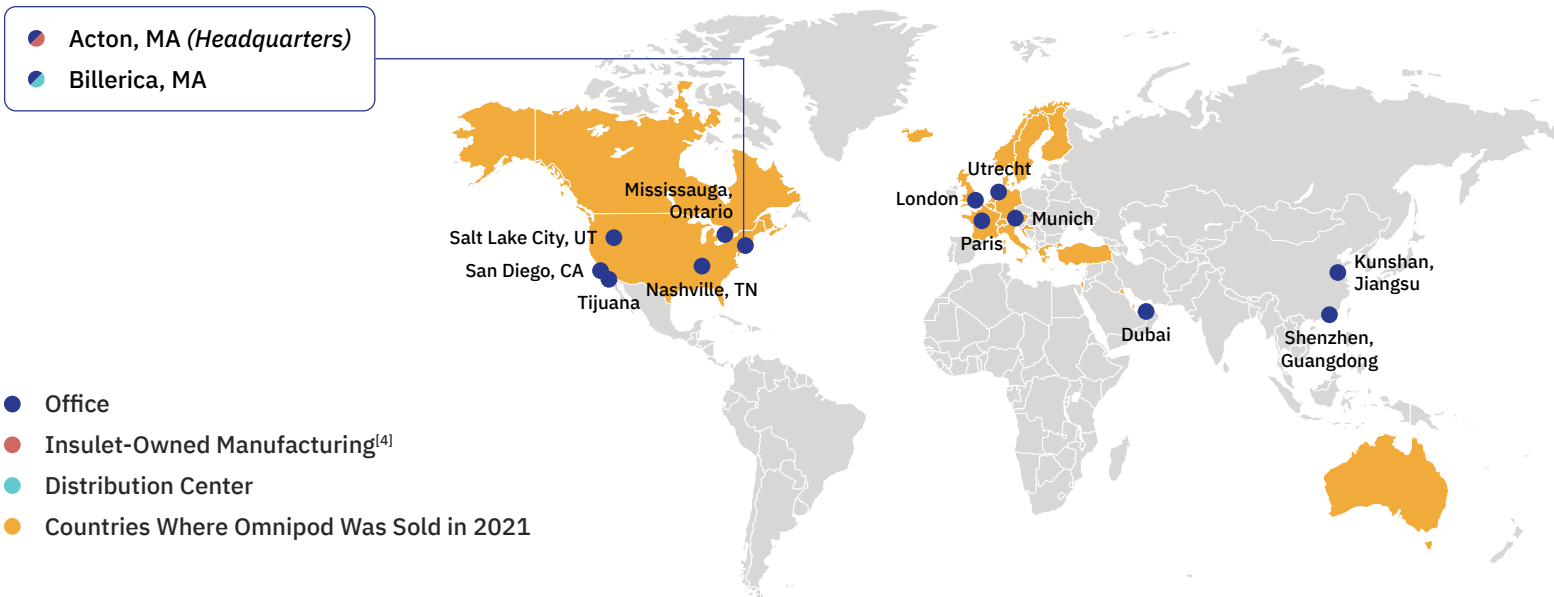 Acton, MA (Headquarters)
Billerica, MA
Mississauga,
Ontario
Salt Lake City, UT
San Diego, CA
Tijuana
Nashville, TN
Utrecht
London
Munich
Paris
Dubai
Kunshan,
Jiangsu
Shenzhen,
Guangdong
Office
Insulet-Owned Manufacturing[4]
Distribution Center
Countries Where Omnipod Was Sold in 2021